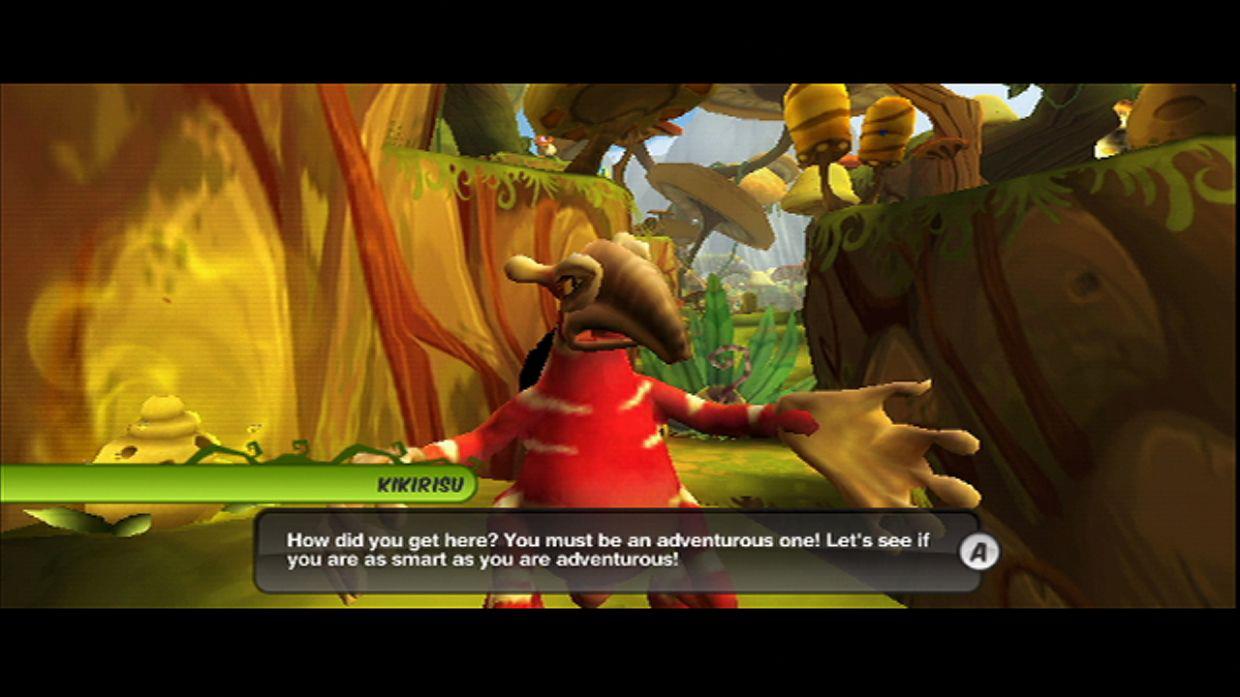 KIKIRISU
How did you get here? You must be an adventurous one! Let's see if
you are as smart as you are adventurous!
A